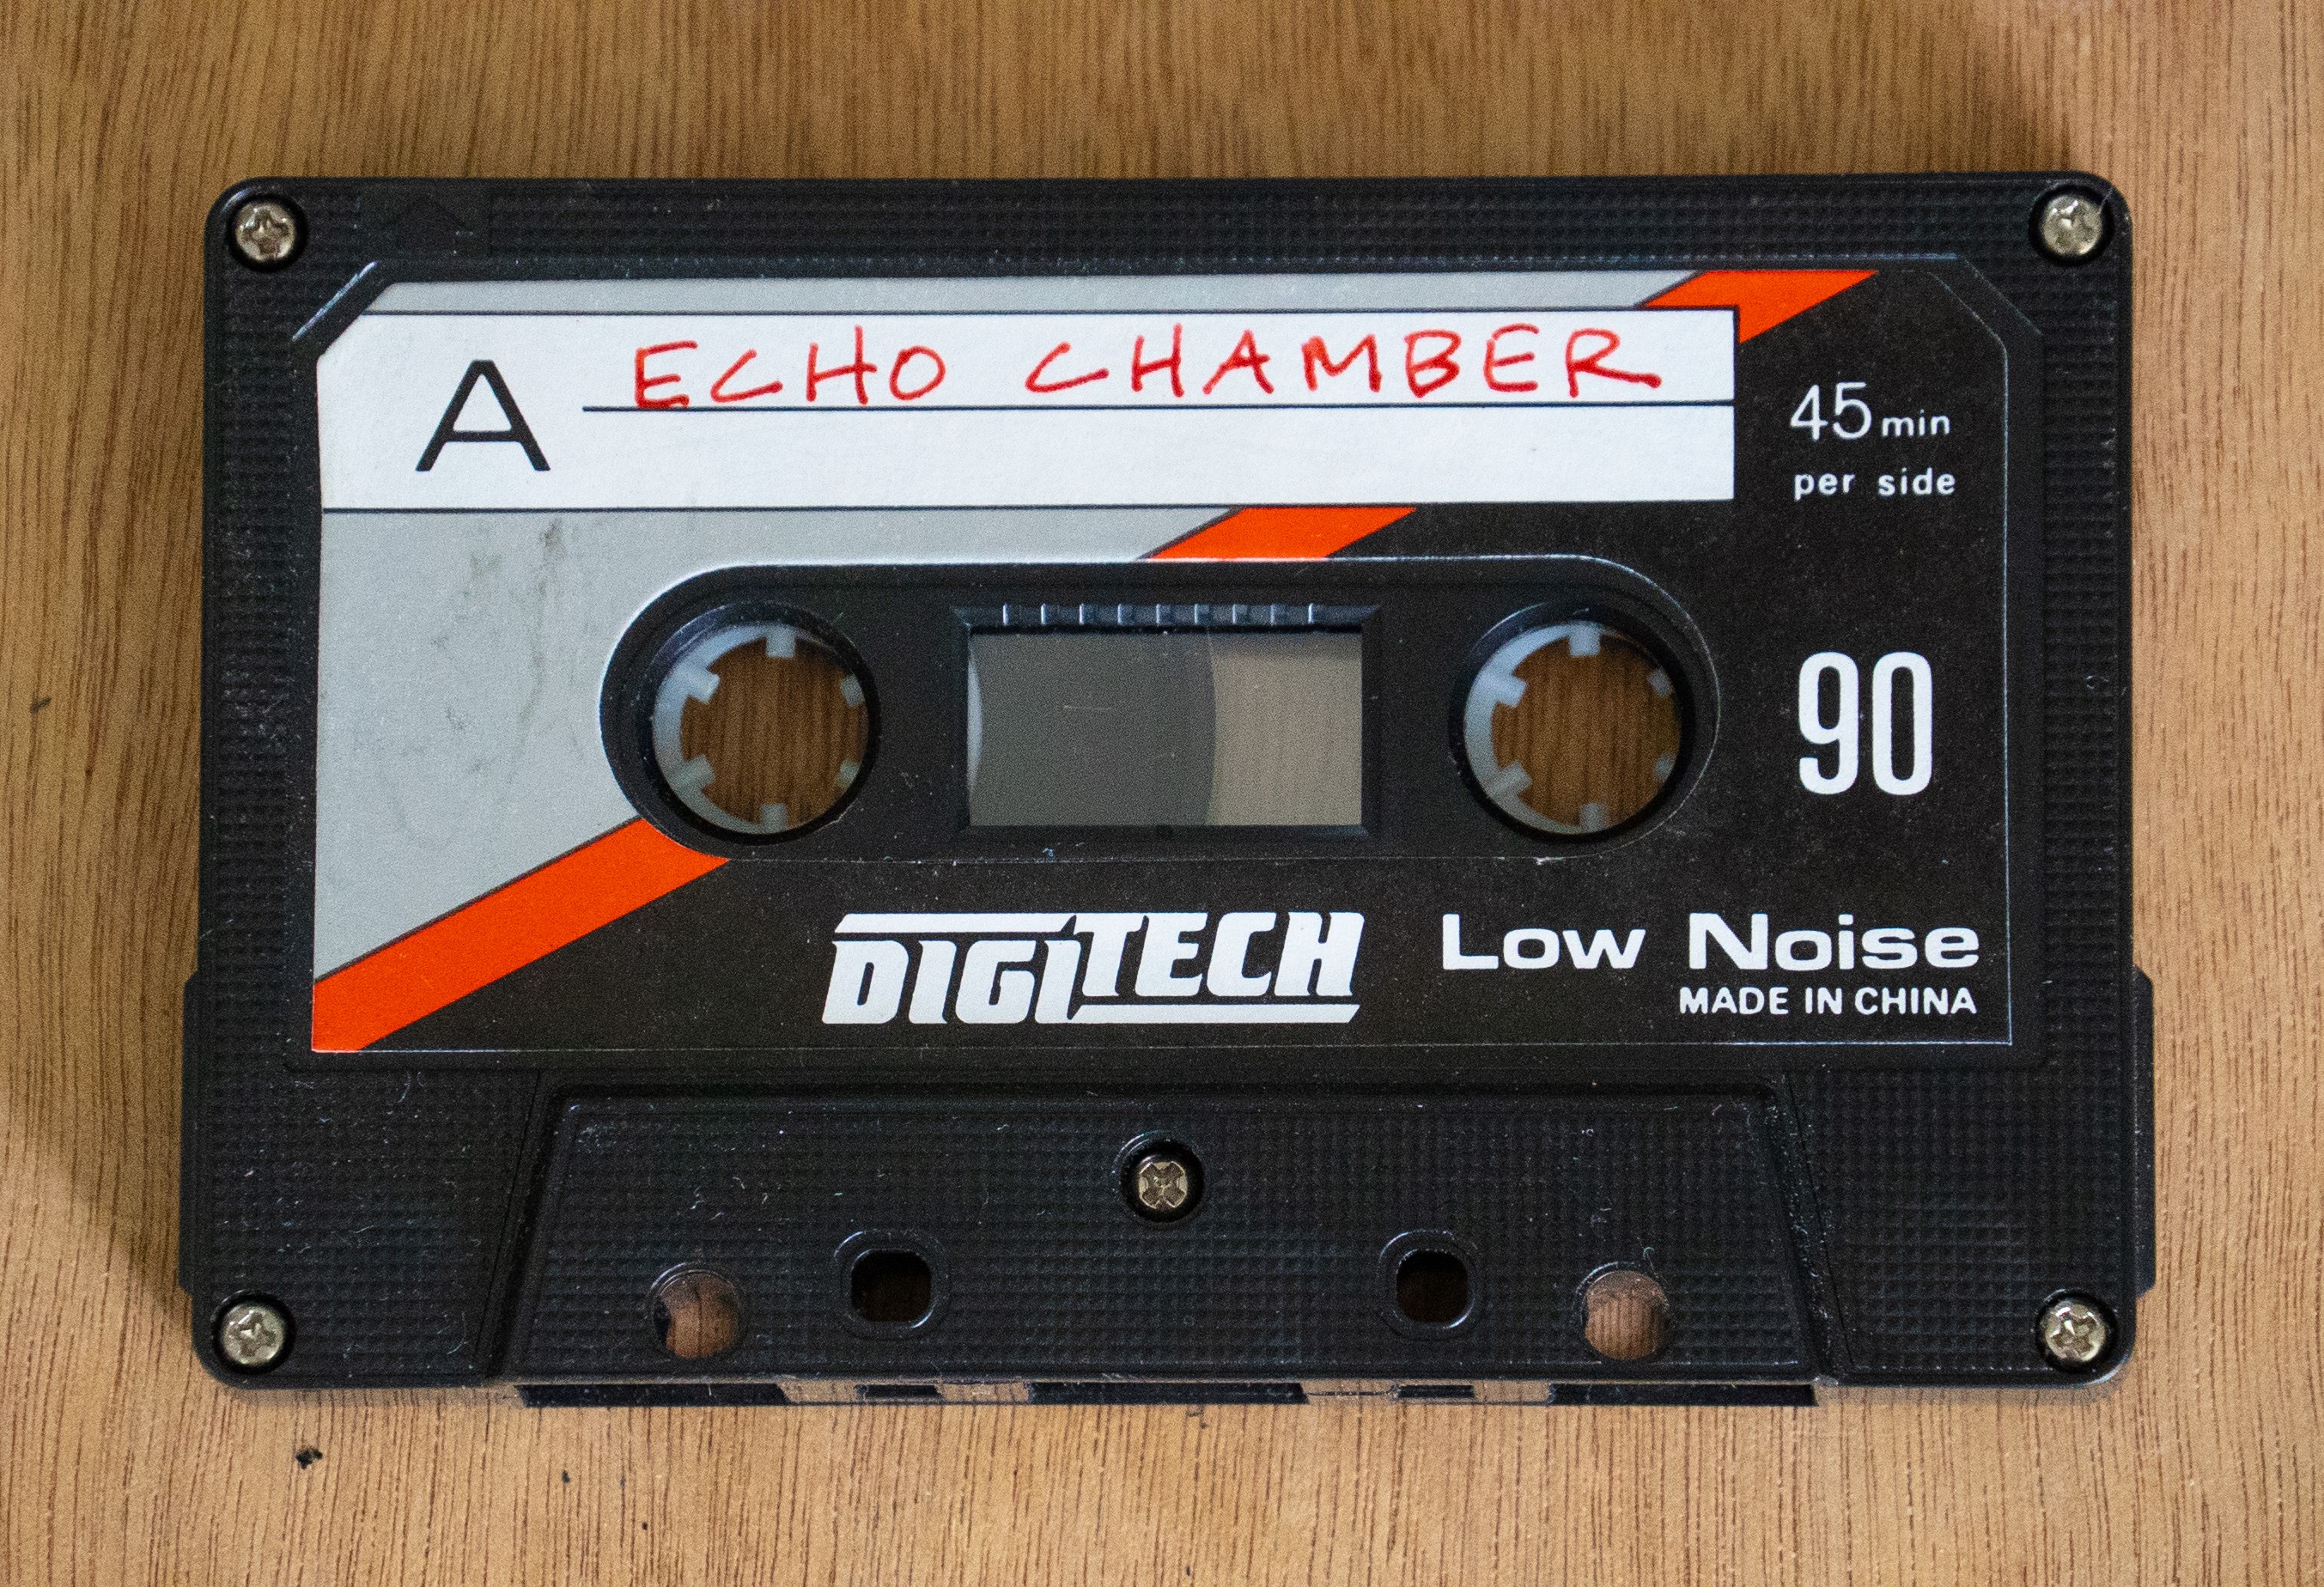 A ECHO CHAMBER
45min
per side
90
DIGITECH Low Noise
MADE IN CHINA